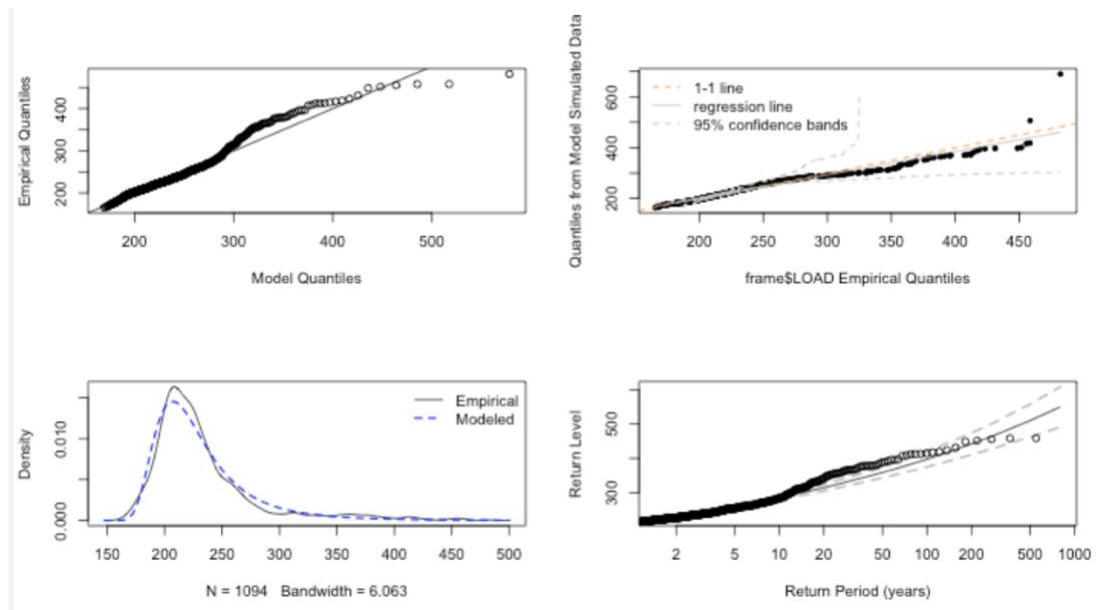 Empirical Quantiles
200 300 400
200 300 400 500
Model Quantiles
Quantiles from Model Simulated Data
200 400 600
1-1 line
regression line
95% confidence bands
200 250 300 350 400 450
frame$LOAD Empirical Quantiles
Density
0.000 0.010
Empirical
Modeled
150 200 250 300 350 400 450 500
N = 1094 Bandwidth = 6.063
Return Level
300 500
2 5 10 20 50 100 200 500 1000
Return Period (years)